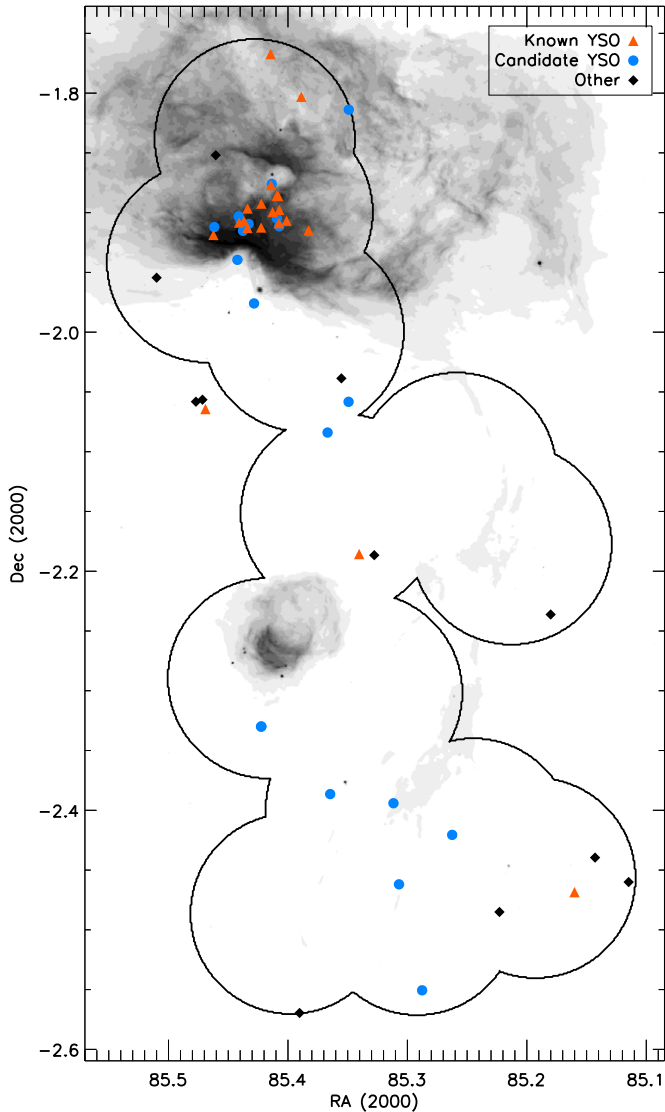 Known YSO
Candidate YSO
Other
−1.8
−2.0
−2.2
−2.4
−2.6
Dec (2000)
85.5 85.4 85.3 85.2 85.1
RA (2000)